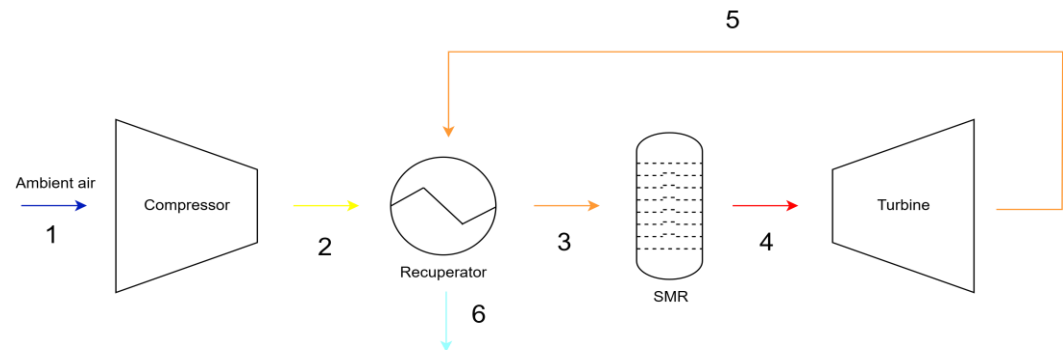 5
Ambient air
Compressor
Turbine
1
2
3
4
Recuperator
SMR
6